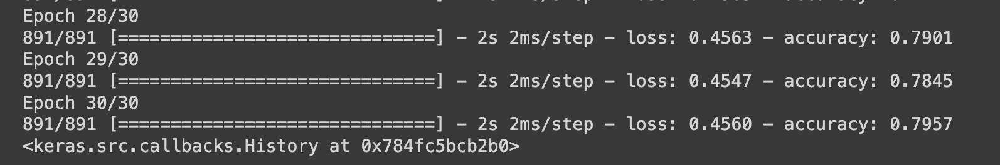 Epoch 28/30
891/891 [==============================] - 2s 2ms/step - loss: 0.4563 - accuracy: 0.7901
Epoch 29/30
891/891 [==============================] - 2s 2ms/step - loss: 0.4547 - accuracy: 0.7845
Epoch 30/30
891/891 [==============================] - 2s 2ms/step - loss: 0.4560 - accuracy: 0.7957
<keras.src.callbacks.History at 0x784fc5bcb2b0>